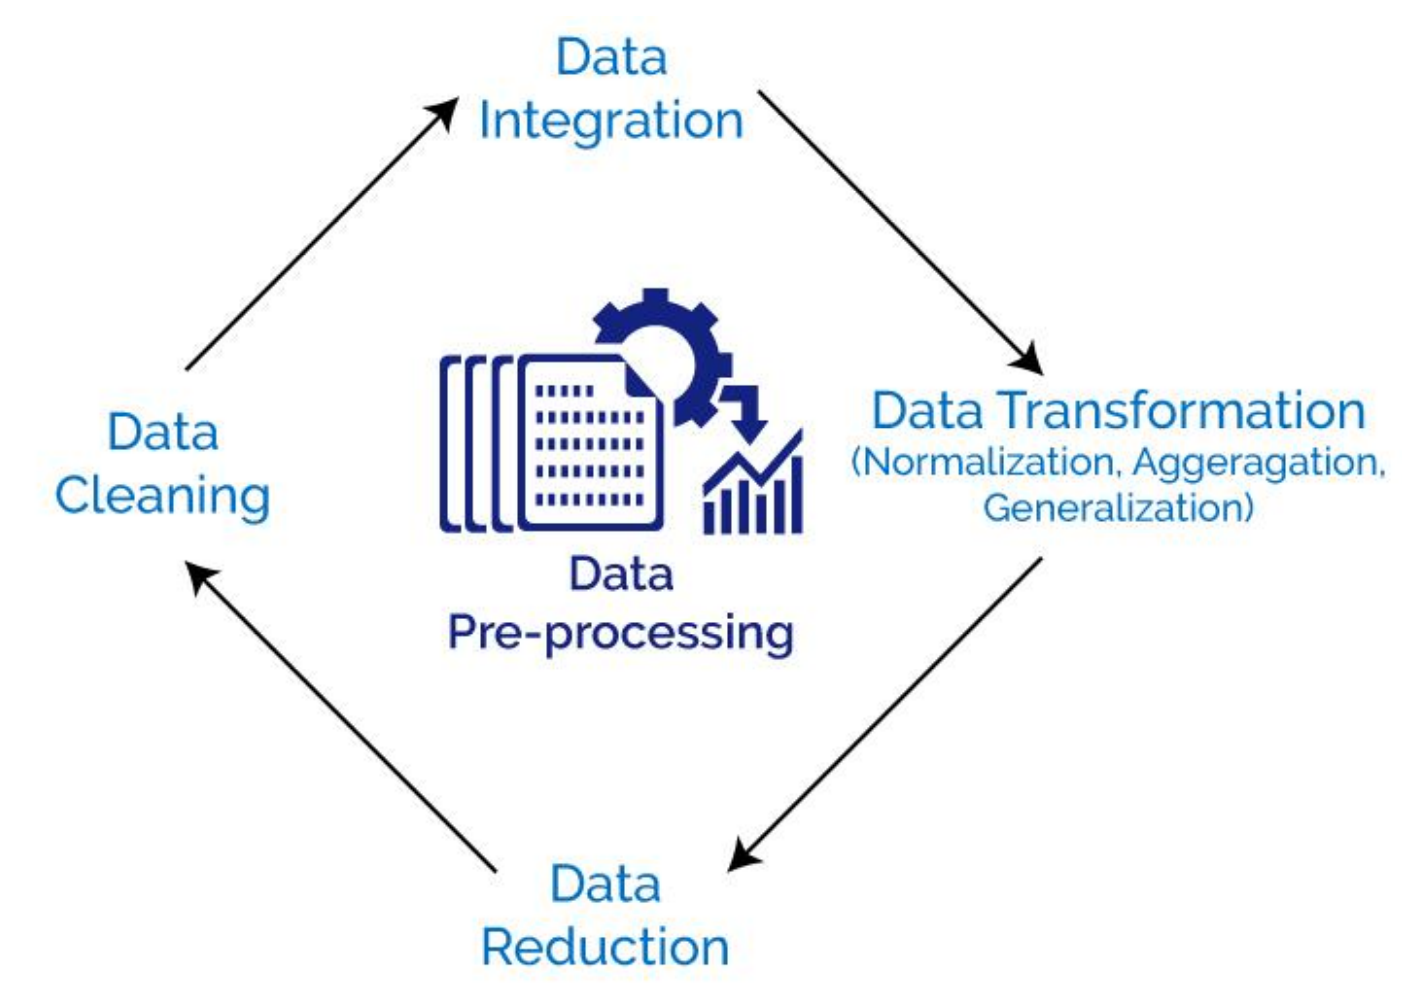 Data
Integration
Data
Cleaning
Data Transformation
(Normalization, Aggeragation,
Generalization)
Data
Pre-processing
Data
Reduction